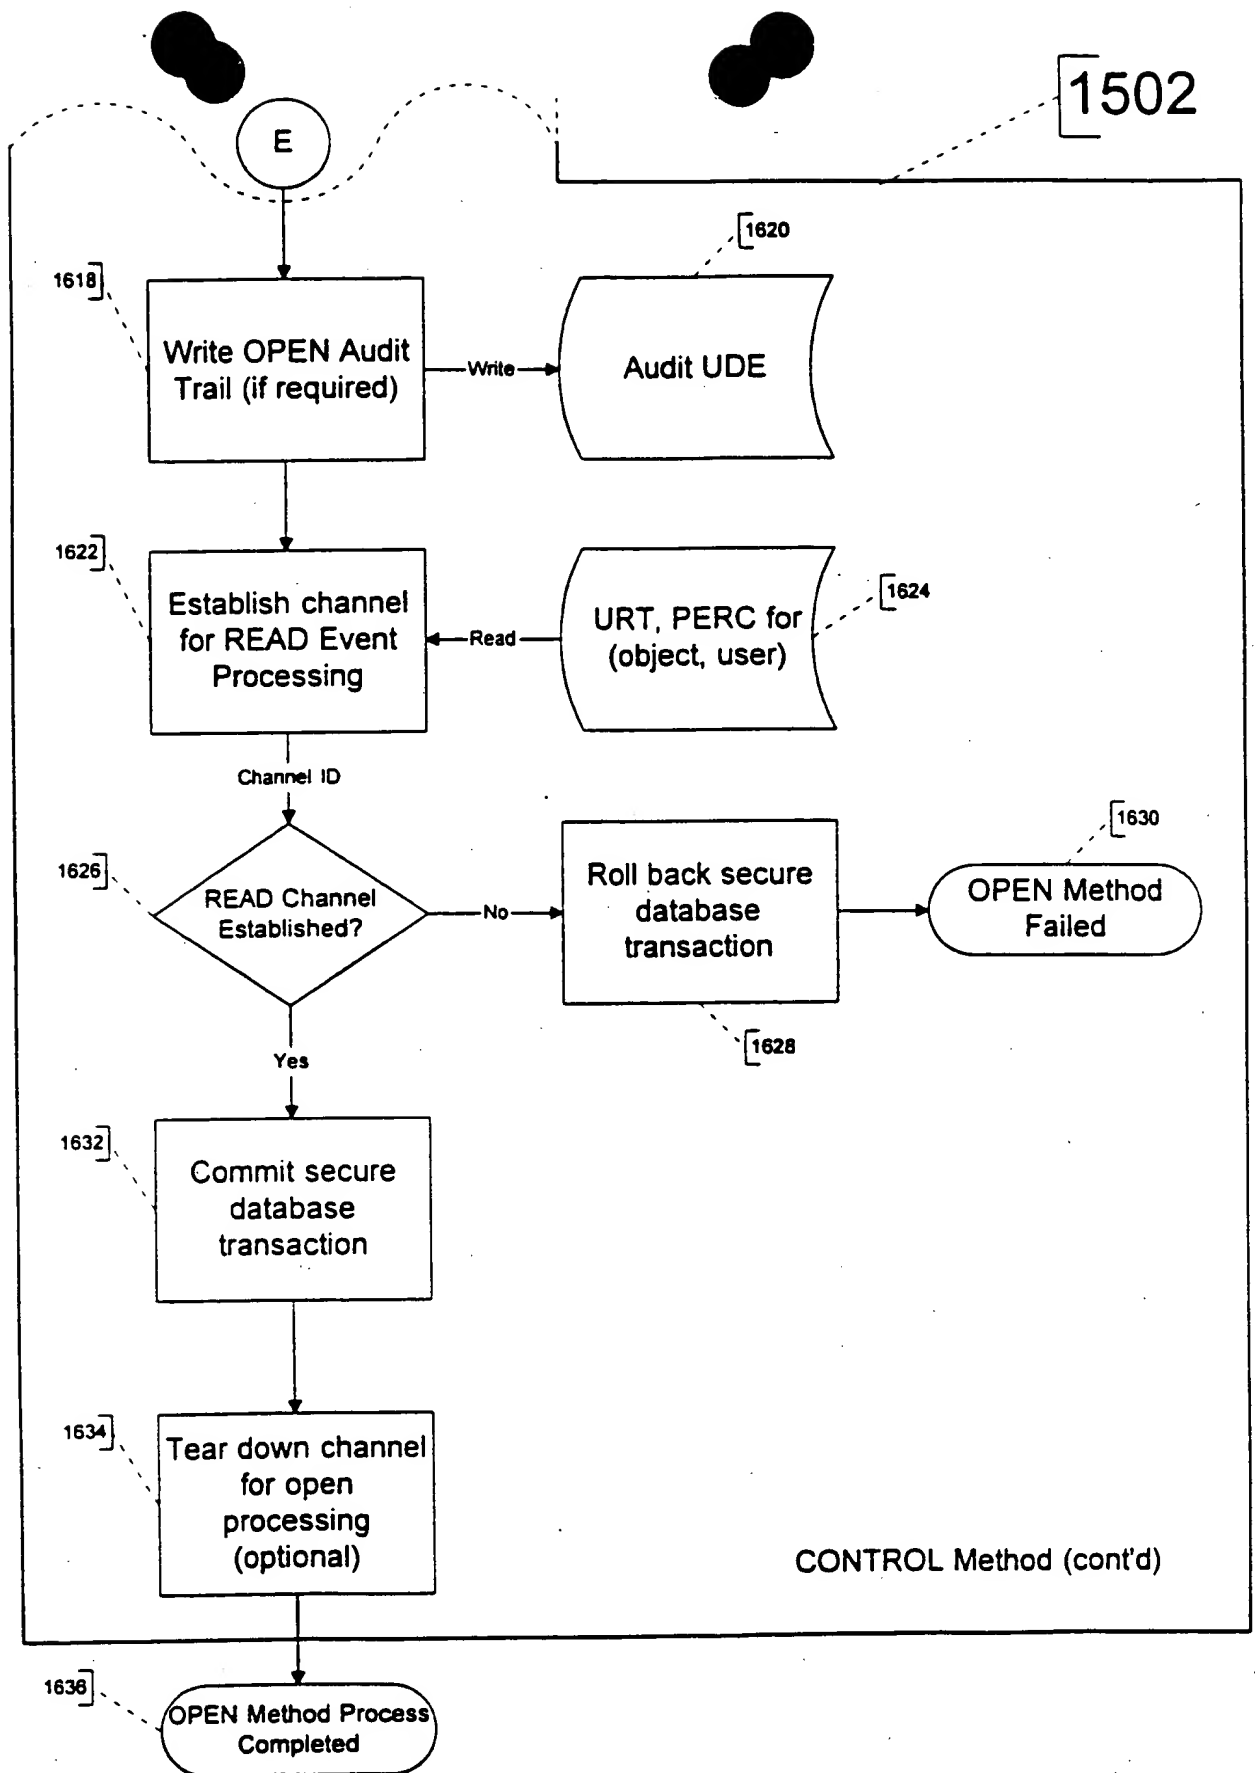 1502
E
1620
1618
Write OPEN Audit
Trail (if required)
Write
Audit UDE
1622
Establish channel
for READ Event
Processing
Read
URT, PERC for
(object, user)
1624
Channel ID
1626
READ Channel
Established?
No
Roll back secure
database
transaction
1628
1630
OPEN Method
Failed
Yes
1632
Commit secure
database
transaction
1634
Tear down channel
for open
processing
(optional)
CONTROL Method (cont'd)
1636
OPEN Method Process
Completed